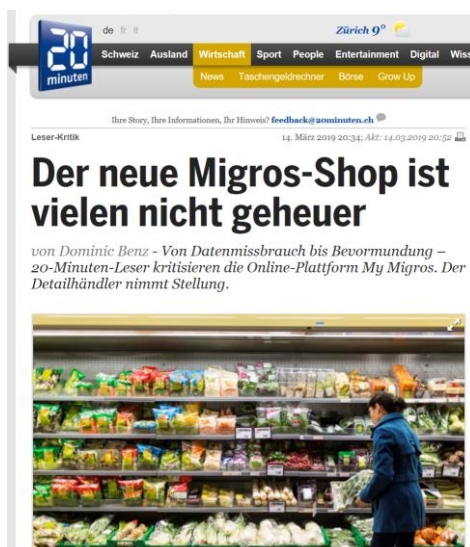 de fr it
Zürich 9°
20 minuten
Schweiz Ausland Wirtschaft Sport People Entertainment Digital Wiss
News Taschengeldrechner Börse Grow Up
Ihre Story, Ihre Informationen, Ihr Hinweis? feedback@20minuten.ch
Leser-Kritik
14. März 2019 20:34; Akt: 14.03.2019 20:52
Der neue Migros-Shop ist
vielen nicht geheuer
von Dominic Benz - Von Datenmissbrauch bis Bevormundung –
20-Minuten-Leser kritisieren die Online-Plattform My Migros. Der
Detailhändler nimmt Stellung.